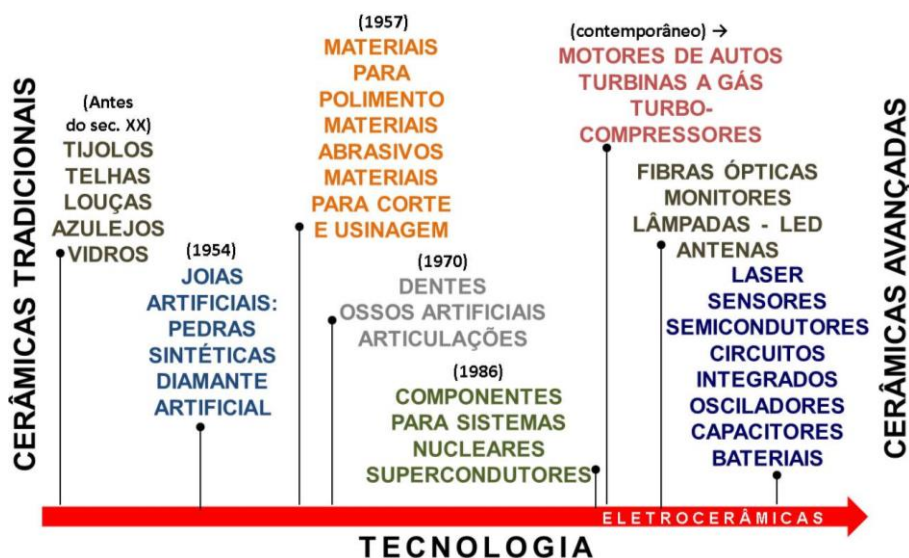 CERÂMICAS TRADICIONAIS
(Antes
do sec. XX)
TIJOLOS
TELHAS
LOUÇAS
AZULEJOS
VIDROS
(1954)
JOIAS
ARTIFICIAIS:
PEDRAS
SINTÉTICAS
DIAMANTE
ARTIFICIAL
(1957)
MATERIAIS
PARA
POLIMENTO
MATERIAIS
ABRASIVOS
MATERIAIS
PARA CORTE
E USINAGEM
(1970)
DENTES
OSSOS ARTIFICIAIS
ARTICULAÇÕES
(1986)
COMPONENTES
PARA SISTEMAS
NUCLEARES
SUPERCONDUTORES
(contemporâneo) →
MOTORES DE AUTOS
TURBINAS A GÁS
TURBO-
COMPRESSORES
FIBRAS ÓPTICAS
MONITORES
LÂMPADAS - LED
ANTENAS
LASER
SENSORES
SEMICONDUTORES
CIRCUITOS
INTEGRADOS
OSCILADORES
CAPACITORES
BATERIAIS
CERÂMICAS AVANÇADAS
ELETROCERÂMICAS
TECNOLOGIA